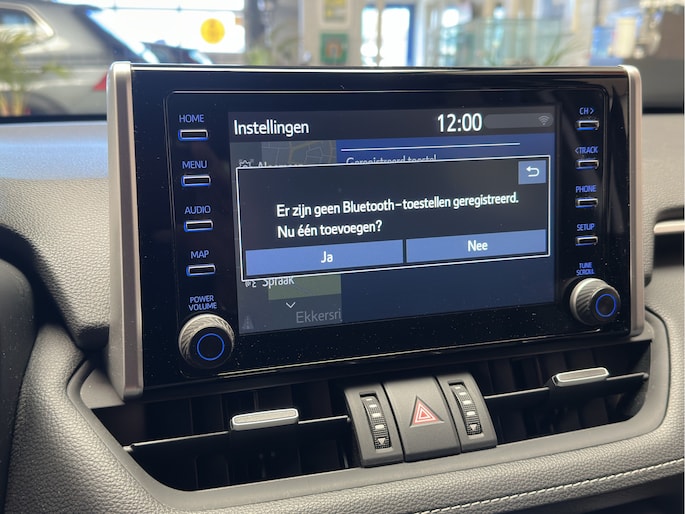 HOME
MENU
AUDIO
MAP
POWER
VOLUME
Instellingen
12:00
Geregistreerd toestel
Er zijn geen Bluetooth-toestellen geregistreerd.
Nu één toevoegen?
Ja
Nee
Spraak
Ekkersri
CH >
<TRACK
PHONE
SETUP
TUNE
SCROLL